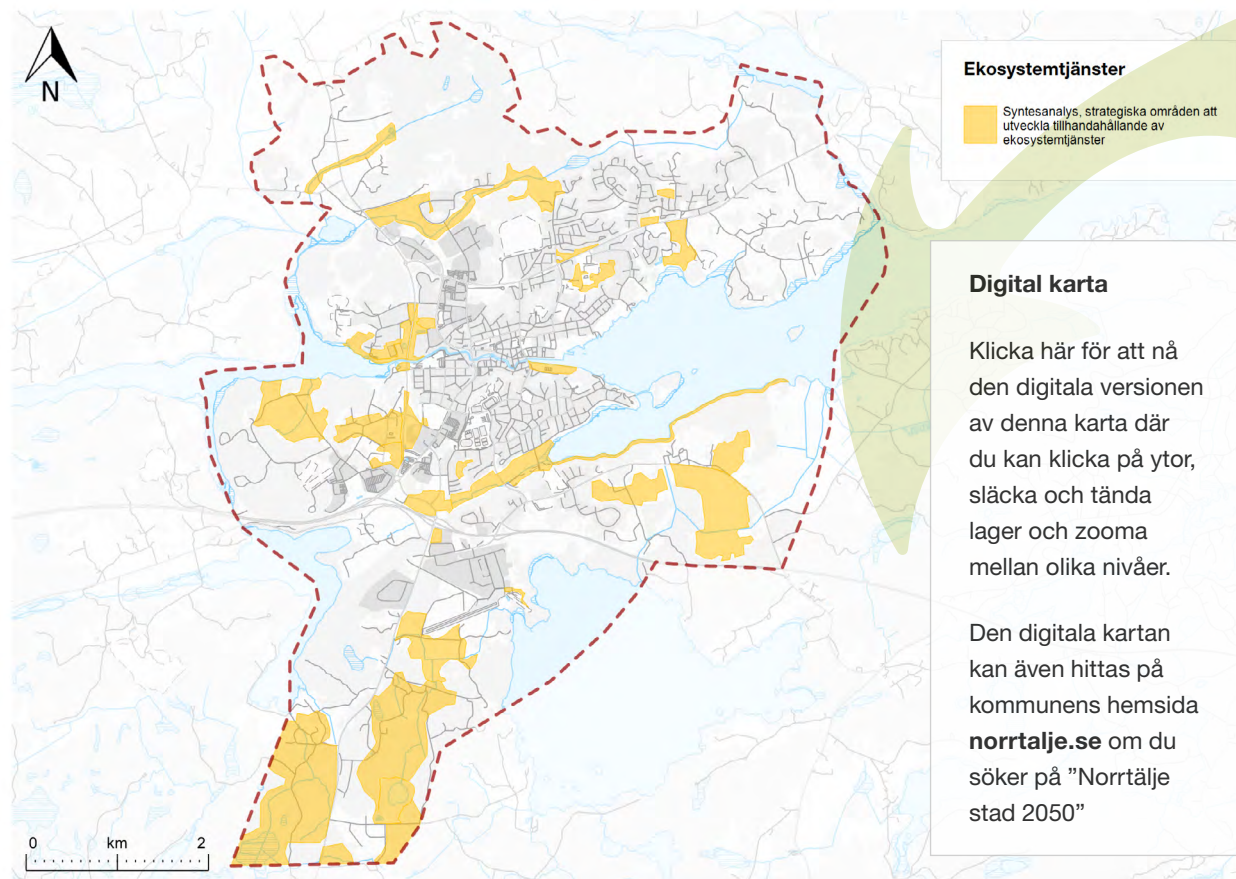 N
Ekosystemtjänster
Syntesanalys, strategiska områden att
utveckla tillhandahållande av
ekosystemtjänster
Digital karta
Klicka här för att nå
den digitala versionen
av denna karta där
du kan klicka på ytor,
släcka och tända
lager och zooma
mellan olika nivåer.
Den digitala kartan
kan även hittas på
kommunens hemsida
norrtalje.se om du
söker på ”Norrtälje
stad 2050”
0 km 2